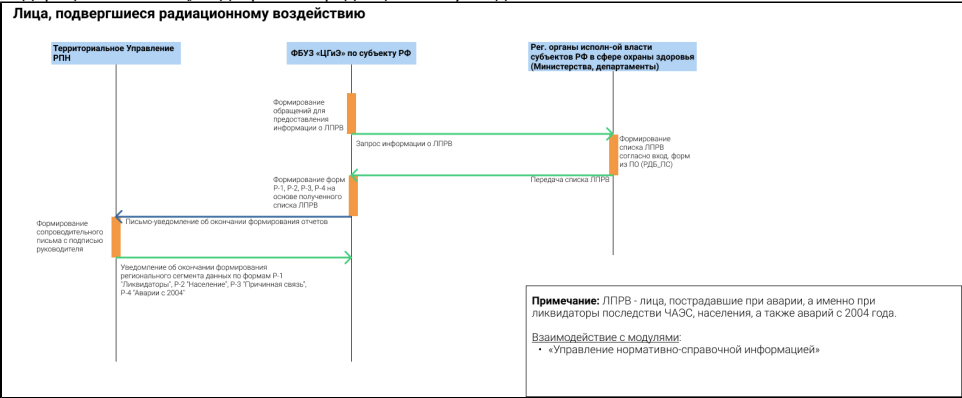 Лица, подвергшиеся радиационному воздействию
Территориальное Управление
РПН
ФБУЗ «ЦГиЭ» по субъекту РФ
Рег. органы исполн-ой власти
субъектов РФ в сфере охраны здоровья
(Министерства, департаменты)
Формирование
обращений для
предоставления
информации о ЛПРВ
Запрос информации о ЛПРВ
Формирование
списка ЛПРВ
согласно вход. форм
из ПО (РДБ_ПС)
Передача списка ЛПРВ
Формирование форм
Р-1, Р-2, Р-3, Р-4 на
основе полученного
списка ЛПРВ
Письмо-уведомление об окончании формирования отчетов
Формирование
сопроводительного
письма с подписью
руководителя
Уведомление об окончании формирования
регионального сегмента данных по формам Р-1
"Ликвидаторы", Р-2 "Население", Р-3 "Причинная связь",
Р-4 "Аварии с 2004"
Примечание: ЛПРВ - лица, пострадавшие при аварии, а именно при
ликвидаторы последстви ЧАЭС, населения, а также аварий с 2004 года.
Взаимодействие с модулями:
• «Управление нормативно-справочной информацией»